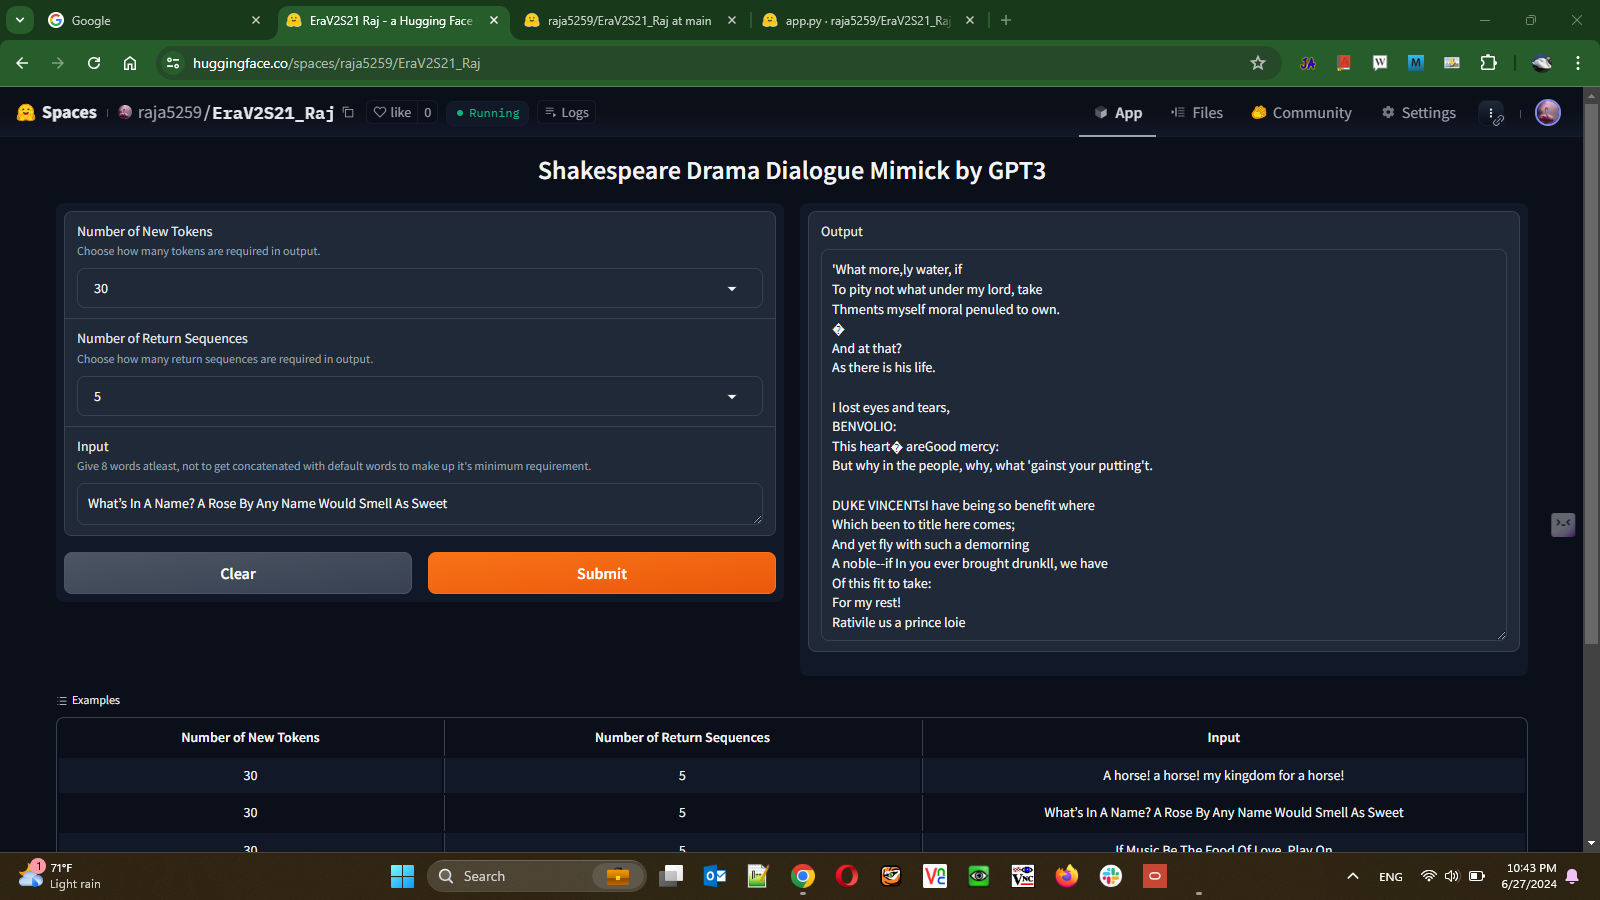 Google
EraV2S21 Raj - a Hugging Face
raja5259/EraV2S21_Raj at main
app.py · raja5259/EraV2S21_Raj
huggingface.co/spaces/raja5259/EraV2S21_Raj
Spaces
raja5259/EraV2S21_Raj
like 0
Running
Logs
App
Files
Community
Settings
Shakespeare Drama Dialogue Mimick by GPT3
Number of New Tokens
Choose how many tokens are required in output.
30
Number of Return Sequences
Choose how many return sequences are required in output.
5
Input
Give 8 words atleast, not to get concatenated with default words to make up it's minimum requirement.
What’s In A Name? A Rose By Any Name Would Smell As Sweet
Clear
Submit
Output
'What more,ly water, if
To pity not what under my lord, take
Thments myself moral penuled to own.
�
And at that?
As there is his life.
I lost eyes and tears,
BENVOLIO:
This heart� areGood mercy:
But why in the people, why, what 'gainst your putting't.
DUKE VINCENTsI have being so benefit where
Which been to title here comes;
And yet fly with such a demorning
A noble--if In you ever brought drunkll, we have
Of this fit to take:
For my rest!
Rativile us a prince loie
Examples
Number of New Tokens Number of Return Sequences Input
30 5 A horse! a horse! my kingdom for a horse!
30 5 What’s In A Name? A Rose By Any Name Would Smell As Sweet
30 5 If Music Be The Food Of Love, Play On
1
71°F
Light rain
Search
ENG
10:43 PM
6/27/2024